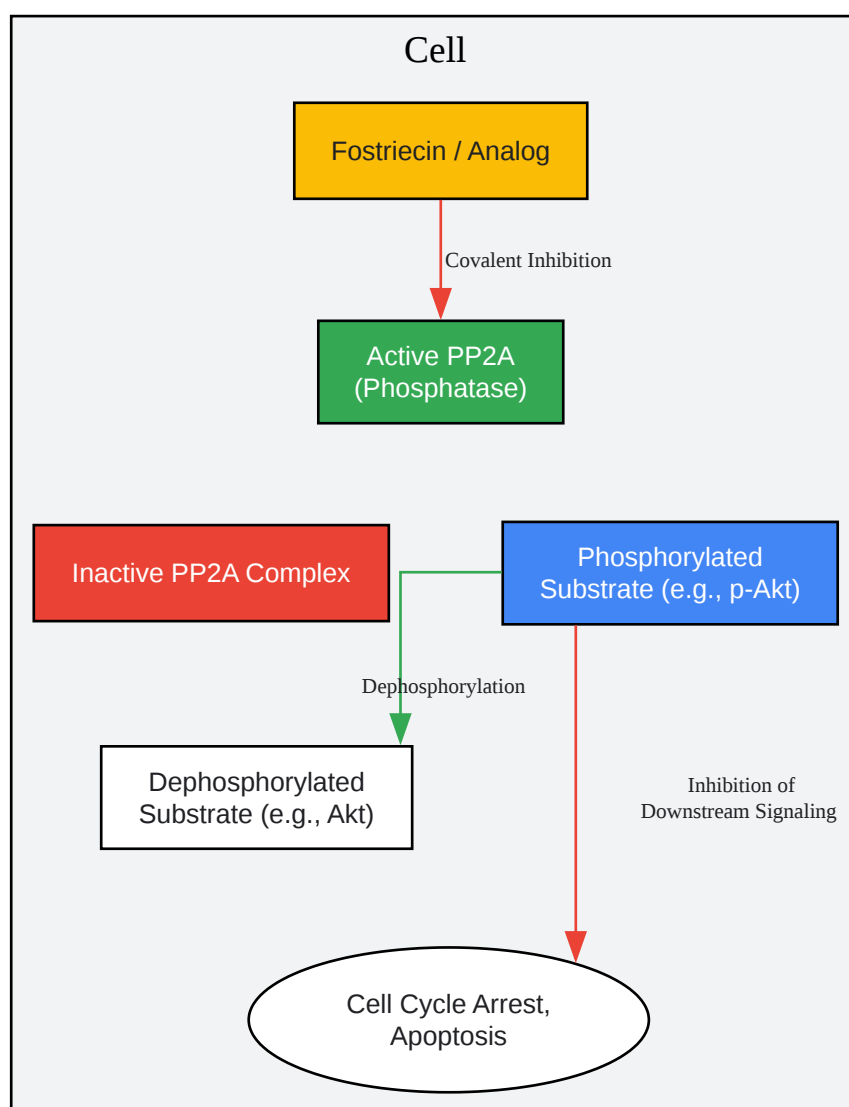 Cell
Fostriecin / Analog
Covalent Inhibition
Active PP2A
(Phosphatase)
Inactive PP2A Complex
Phosphorylated
Substrate (e.g., p-Akt)
Dephosphorylation
Dephosphorylated
Substrate (e.g., Akt)
Inhibition of
Downstream Signaling
Cell Cycle Arrest,
Apoptosis